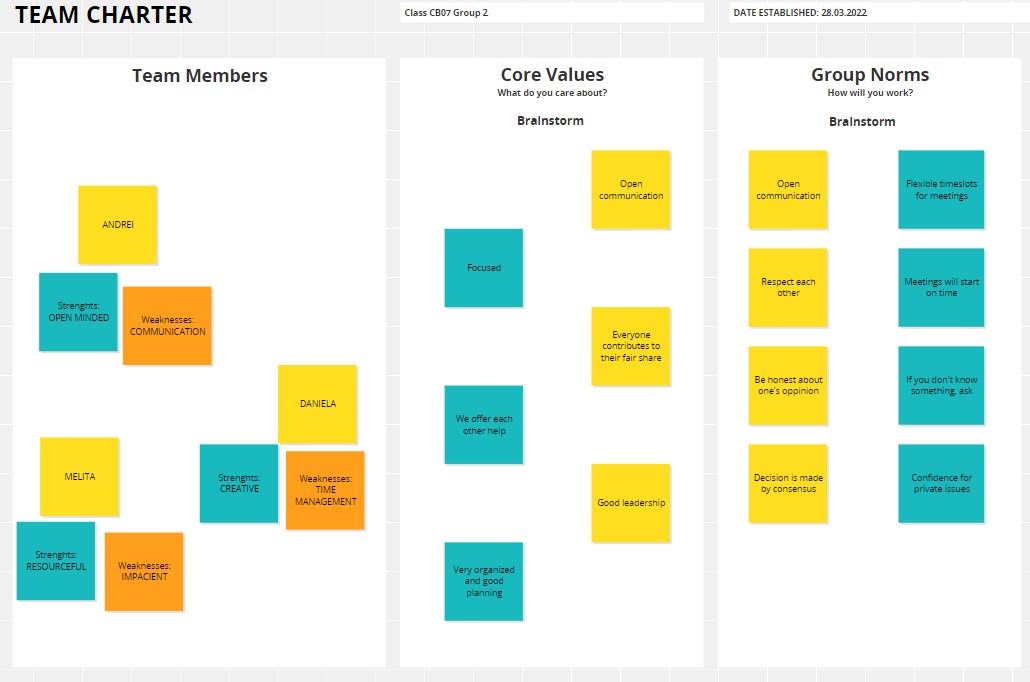 TEAM CHARTER
Class CB07 Group 2
DATE ESTABLISHED: 28.03.2022
Team Members
ANDREI
Strenghts:
OPEN MINDED
Weaknesses:
COMMUNICATION
DANIELA
Strenghts:
CREATIVE
Weaknesses:
TIME
MANAGEMENT
MELITA
Strenghts:
RESOURCEFUL
Weaknesses:
IMPACIENT
Core Values
What do you care about?
Brainstorm
Open
communication
Focused
Everyone
contributes to
their fair share
We offer each
other help
Good leadership
Very organized
and good
planning
Group Norms
How will you work?
Brainstorm
Open
communication
Flexible timeslots
for meetings
Respect each
other
Meetings will start
on time
Be honest about
one's oppinion
If you don't know
something, ask
Decision is made
by consensus
Confidence for
private issues